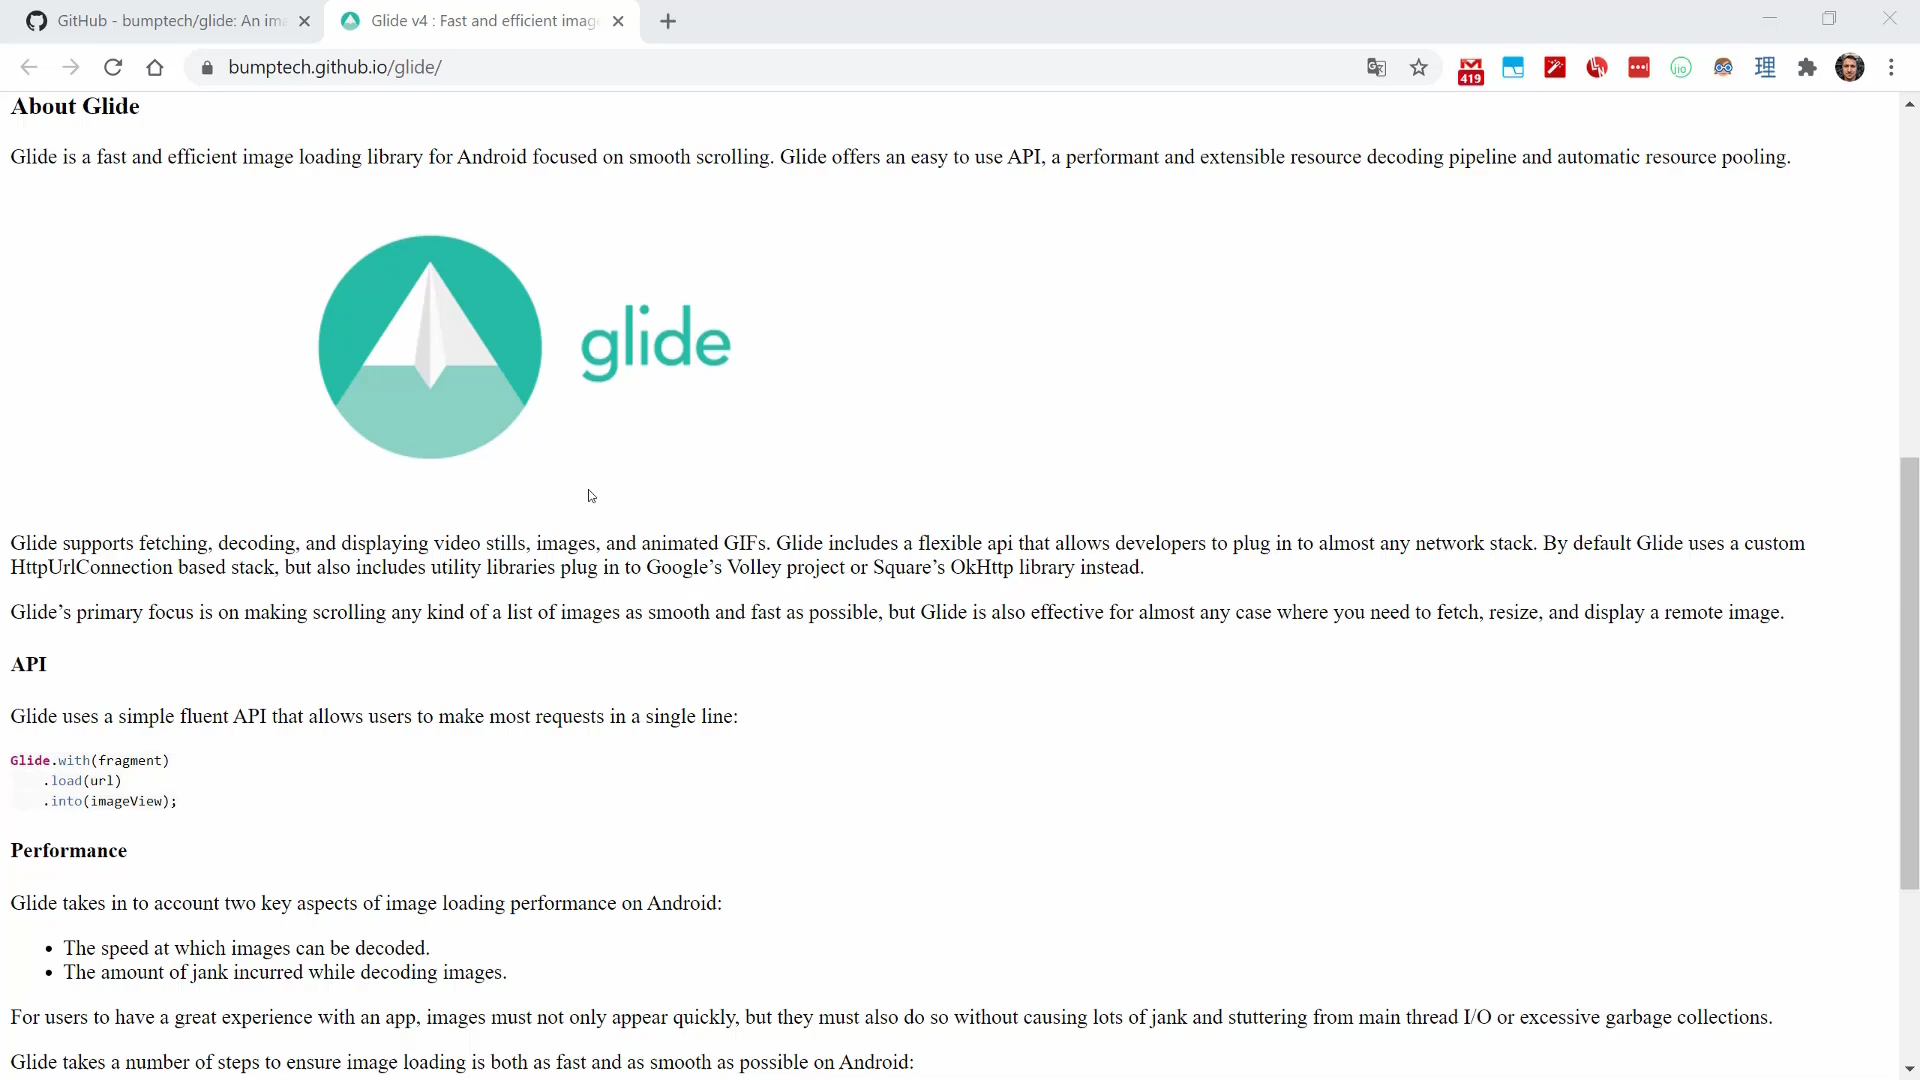 GitHub - bumptech/glide: An im
Glide v4 : Fast and efficient imag
bumptech.github.io/glide/
419
理
About Glide
Glide is a fast and efficient image loading library for Android focused on smooth scrolling. Glide offers an easy to use API, a performant and extensible resource decoding pipeline and automatic resource pooling.
glide
Glide supports fetching, decoding, and displaying video stills, images, and animated GIFs. Glide includes a flexible api that allows developers to plug in to almost any network stack. By default Glide uses a custom
HttpUrlConnection based stack, but also includes utility libraries plug in to Google’s Volley project or Square’s OkHttp library instead.
Glide’s primary focus is on making scrolling any kind of a list of images as smooth and fast as possible, but Glide is also effective for almost any case where you need to fetch, resize, and display a remote image.
API
Glide uses a simple fluent API that allows users to make most requests in a single line:
Glide.with(fragment)
.load(url)
.into(imageView);
Performance
Glide takes in to account two key aspects of image loading performance on Android:
• The speed at which images can be decoded.
• The amount of jank incurred while decoding images.
For users to have a great experience with an app, images must not only appear quickly, but they must also do so without causing lots of jank and stuttering from main thread I/O or excessive garbage collections.
Glide takes a number of steps to ensure image loading is both as fast and as smooth as possible on Android: